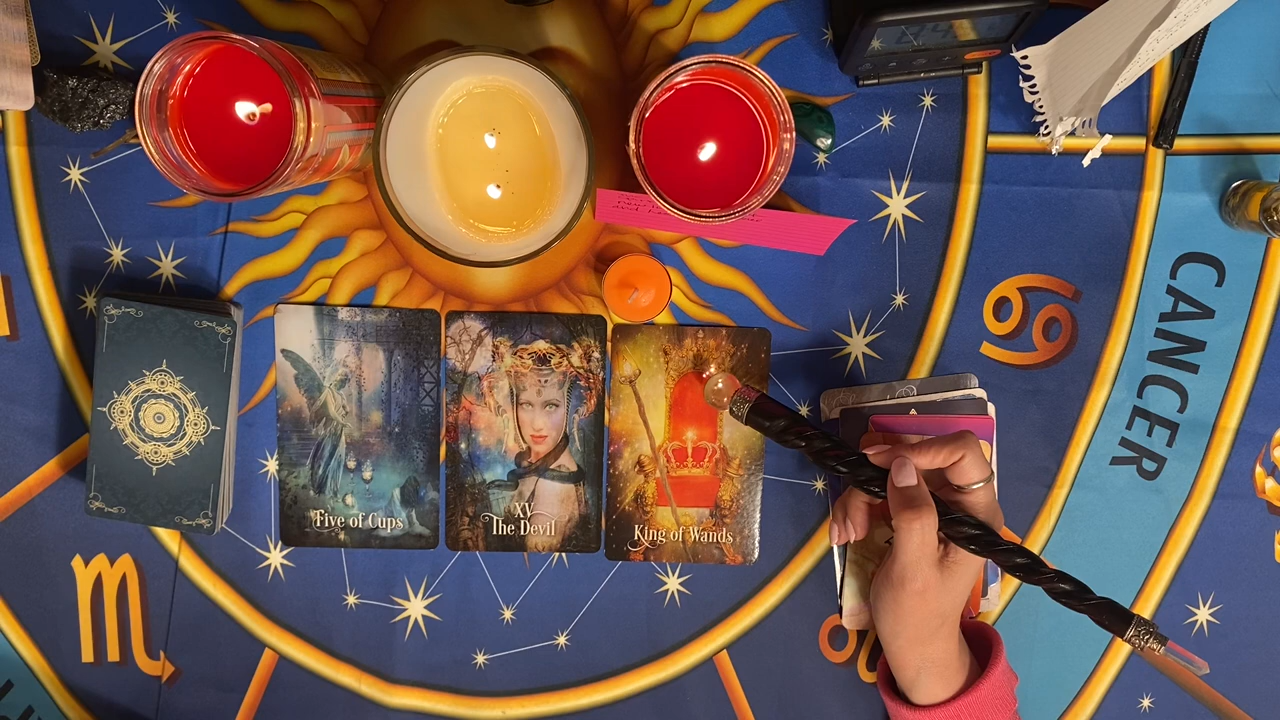 Five of Cups
XV
The Devil
King of Wands
CANCER